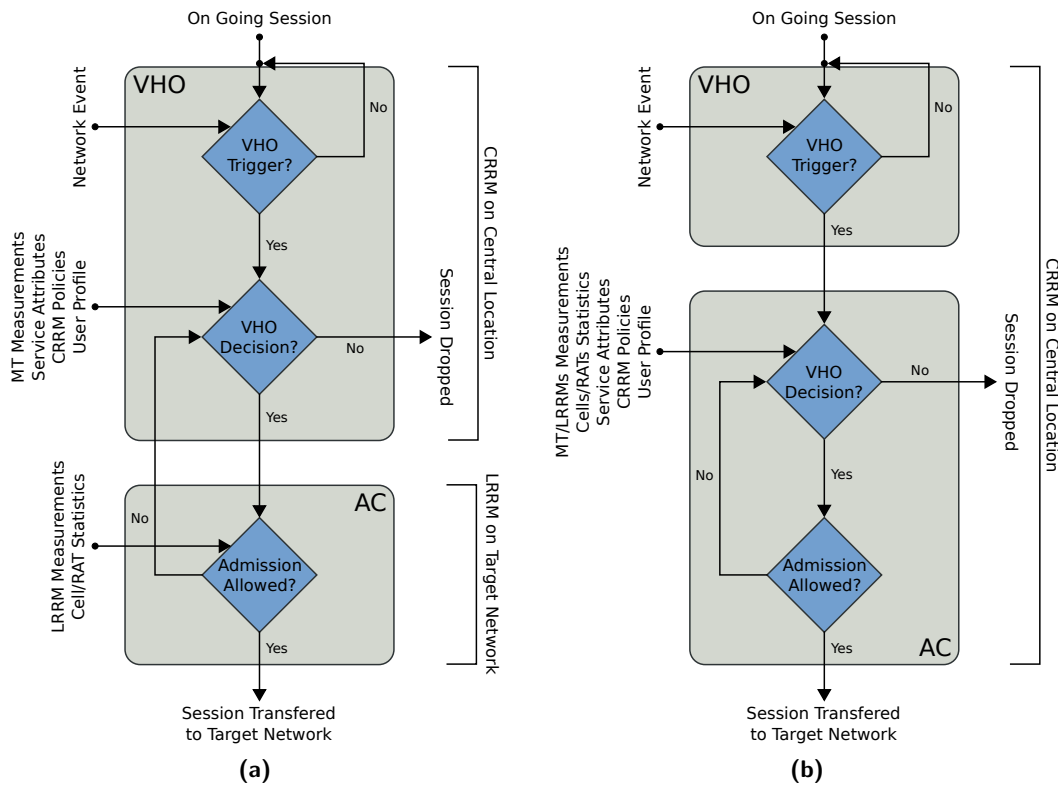 On Going Session
VHO
No
Network Event
VHO
Trigger?
Yes
CRRM on Central Location
MT Measurements
Service Attributes
CRRM Policies
User Profile
VHO
Decision?
No
Session Dropped
Yes
AC
LRRM Measurements
Cell/RAT Statistics
No
Admission
Allowed?
LRRM on Target Network
Yes
Session Transfered
to Target Network
(a)
On Going Session
VHO
No
Network Event
VHO
Trigger?
Yes
CRRM on Central Location
MT/LRRMs Measurements
Cells/RATs Statistics
Service Attributes
CRRM Policies
User Profile
VHO
Decision?
No
Session Dropped
No
Yes
Admission
Allowed?
Yes
AC
Session Transfered
to Target Network
(b)